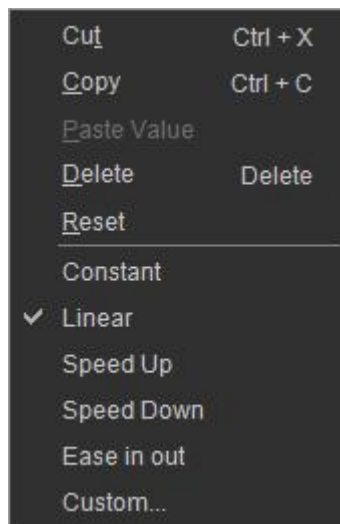 Cut Ctrl + X
Copy Ctrl + C
Paste Value
Delete Delete
Reset
Constant
Linear
Speed Up
Speed Down
Ease in out
Custom...